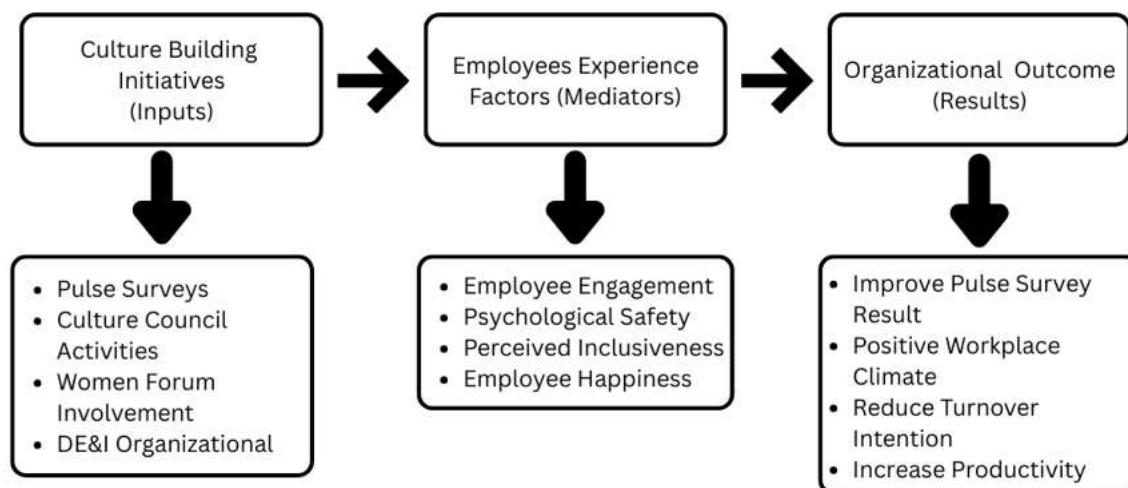 Culture Building
Initiatives
(Inputs)
Employees Experience
Factors (Mediators)
Organizational Outcome
(Results)
• Pulse Surveys
• Culture Council
Activities
• Women Forum
Involvement
• DE&I Organizational
• Employee Engagement
• Psychological Safety
• Perceived Inclusiveness
• Employee Happiness
• Improve Pulse Survey
Result
• Positive Workplace
Climate
• Reduce Turnover
Intention
• Increase Productivity